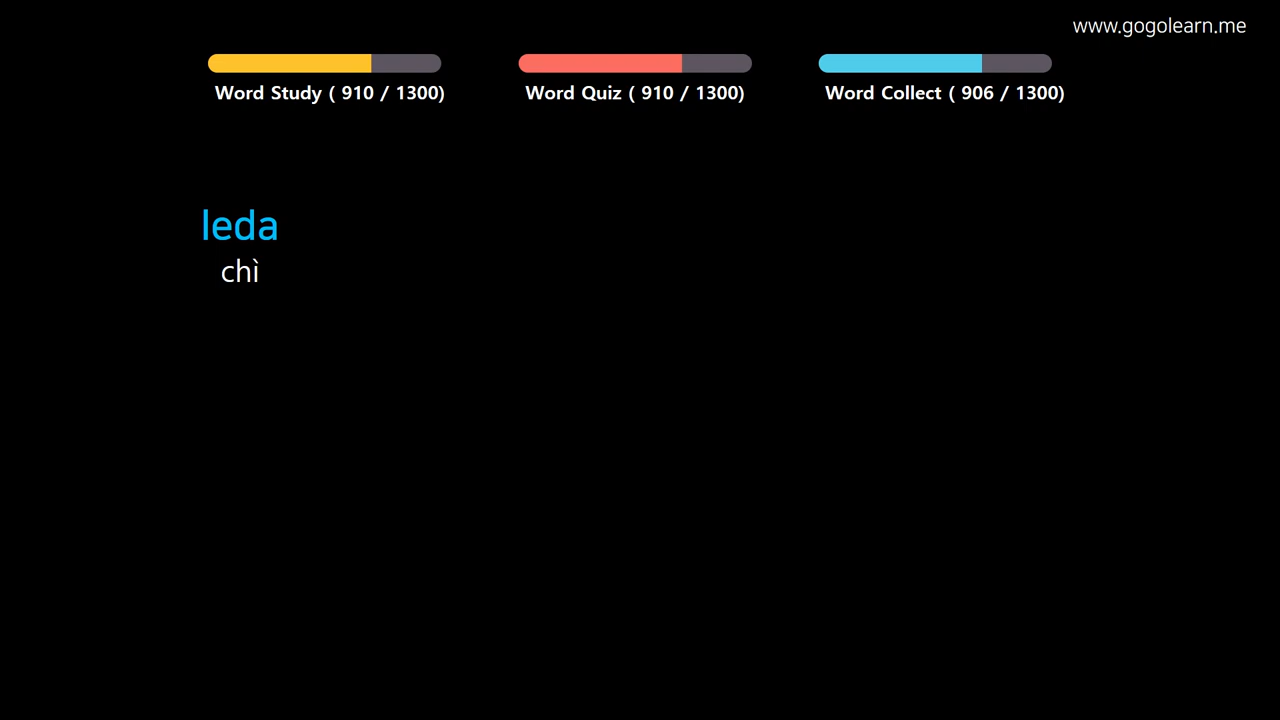 www.gogolearn.me
Word Study ( 910 / 1300)
Word Quiz ( 910 / 1300)
Word Collect ( 906 / 1300)
leda
chì